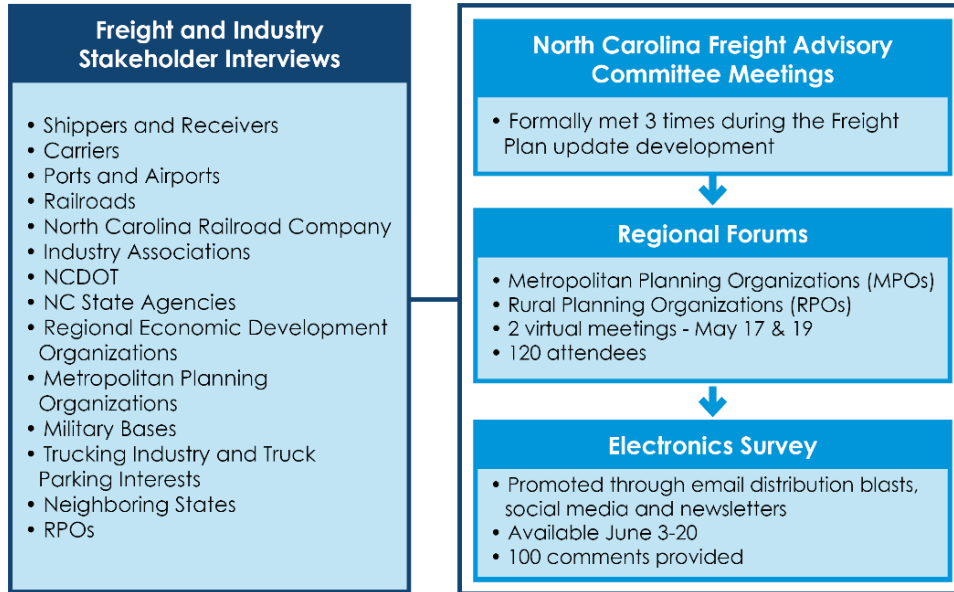 Freight and Industry
Stakeholder Interviews
• Shippers and Receivers
• Carriers
• Ports and Airports
• Railroads
• North Carolina Railroad Company
• Industry Associations
• NCDOT
• NC State Agencies
• Regional Economic Development
Organizations
• Metropolitan Planning
Organizations
• Military Bases
• Trucking Industry and Truck
Parking Interests
• Neighboring States
• RPOs
North Carolina Freight Advisory
Committee Meetings
• Formally met 3 times during the Freight
Plan update development
Regional Forums
• Metropolitan Planning Organizations (MPOs)
• Rural Planning Organizations (RPOs)
• 2 virtual meetings - May 17 & 19
• 120 attendees
Electronics Survey
• Promoted through email distribution blasts,
social media and newsletters
• Available June 3-20
• 100 comments provided